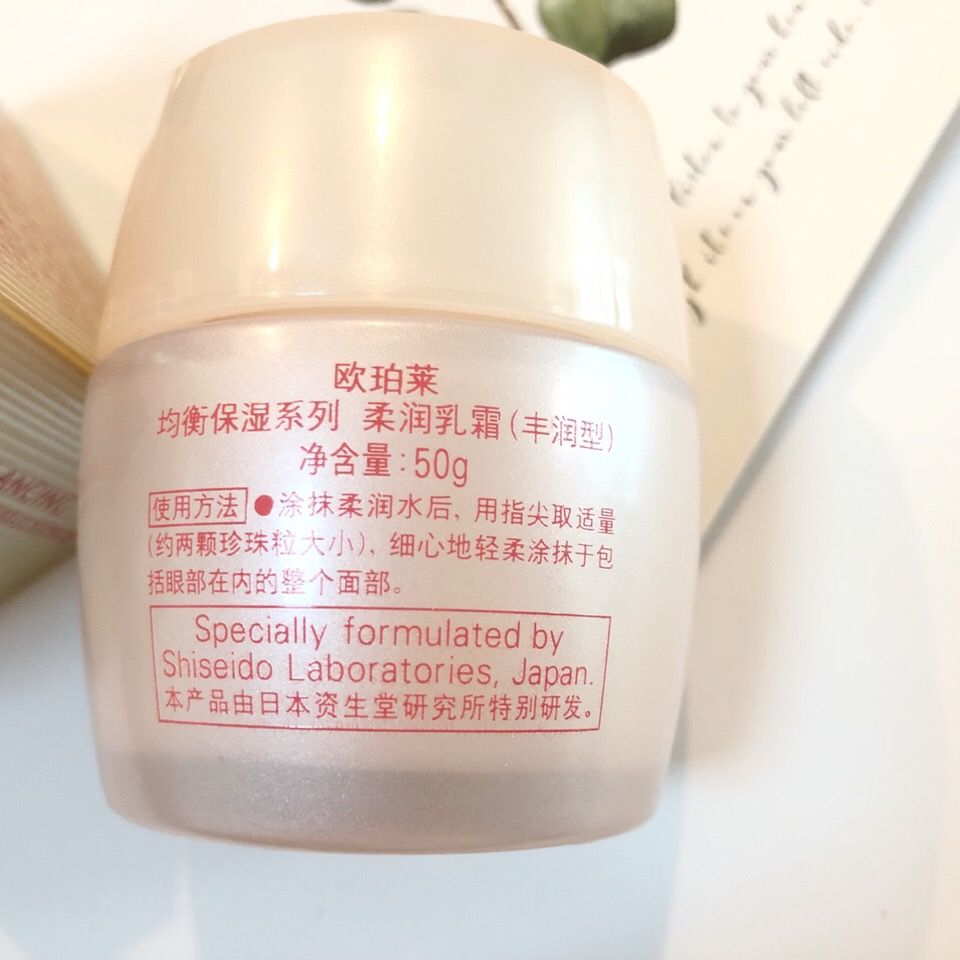 欧珀莱
均衡保湿系列 柔润乳霜(丰润型)
净含量:50g
使用方法 ●涂抹柔润水后，用指尖取适量
(约两颗珍珠粒大小)，细心地轻柔涂抹于包
括眼部在内的整个面部。
Specially formulated by
Shiseido Laboratories, Japan.
本产品由日本资生堂研究所特别研发。
to your
your